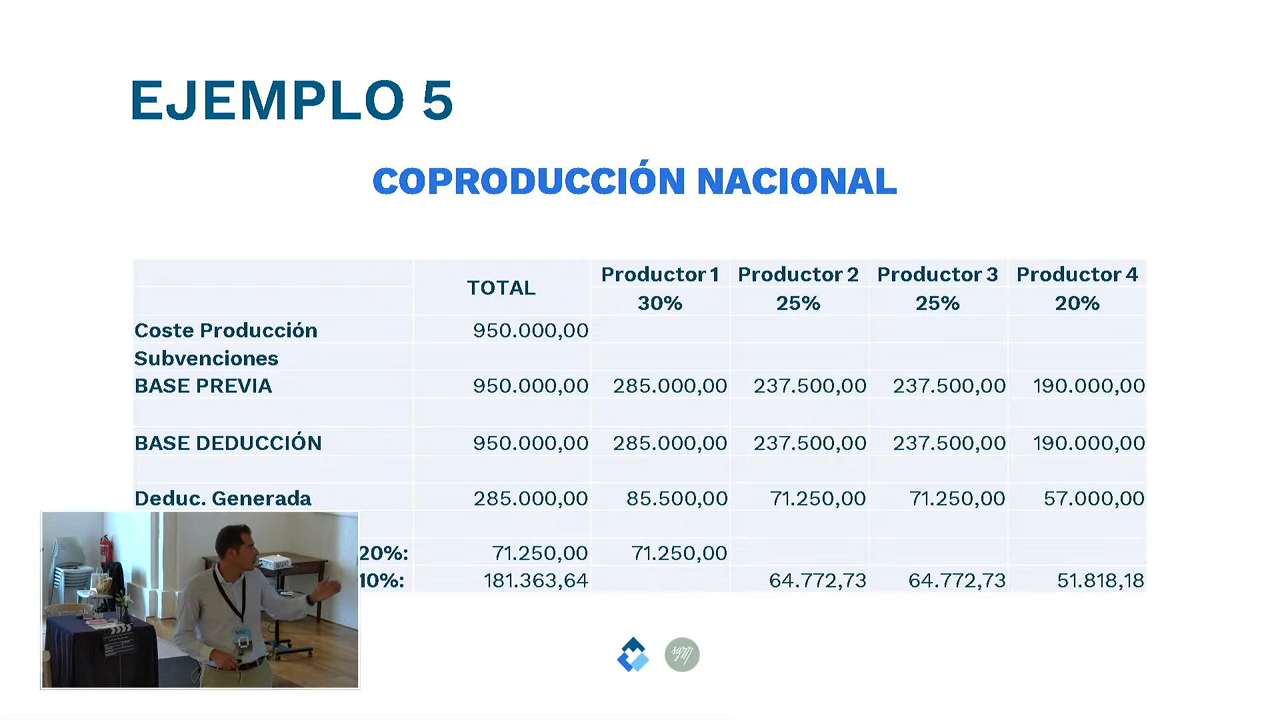 EJEMPLO 5
COPRODUCCIÓN NACIONAL
TOTAL Productor 1 Productor 2 Productor 3 Productor 4
30% 25% 25% 20%
Coste Producción 950.000,00
Subvenciones
BASE PREVIA 950.000,00 285.000,00 237.500,00 237.500,00 190.000,00
BASE DEDUCCIÓN 950.000,00 285.000,00 237.500,00 237.500,00 190.000,00
Deduc. Generada 285.000,00 85.500,00 71.250,00 71.250,00 57.000,00
20%: 71.250,00 71.250,00
10%: 181.363,64 64.772,73 64.772,73 51.818,18